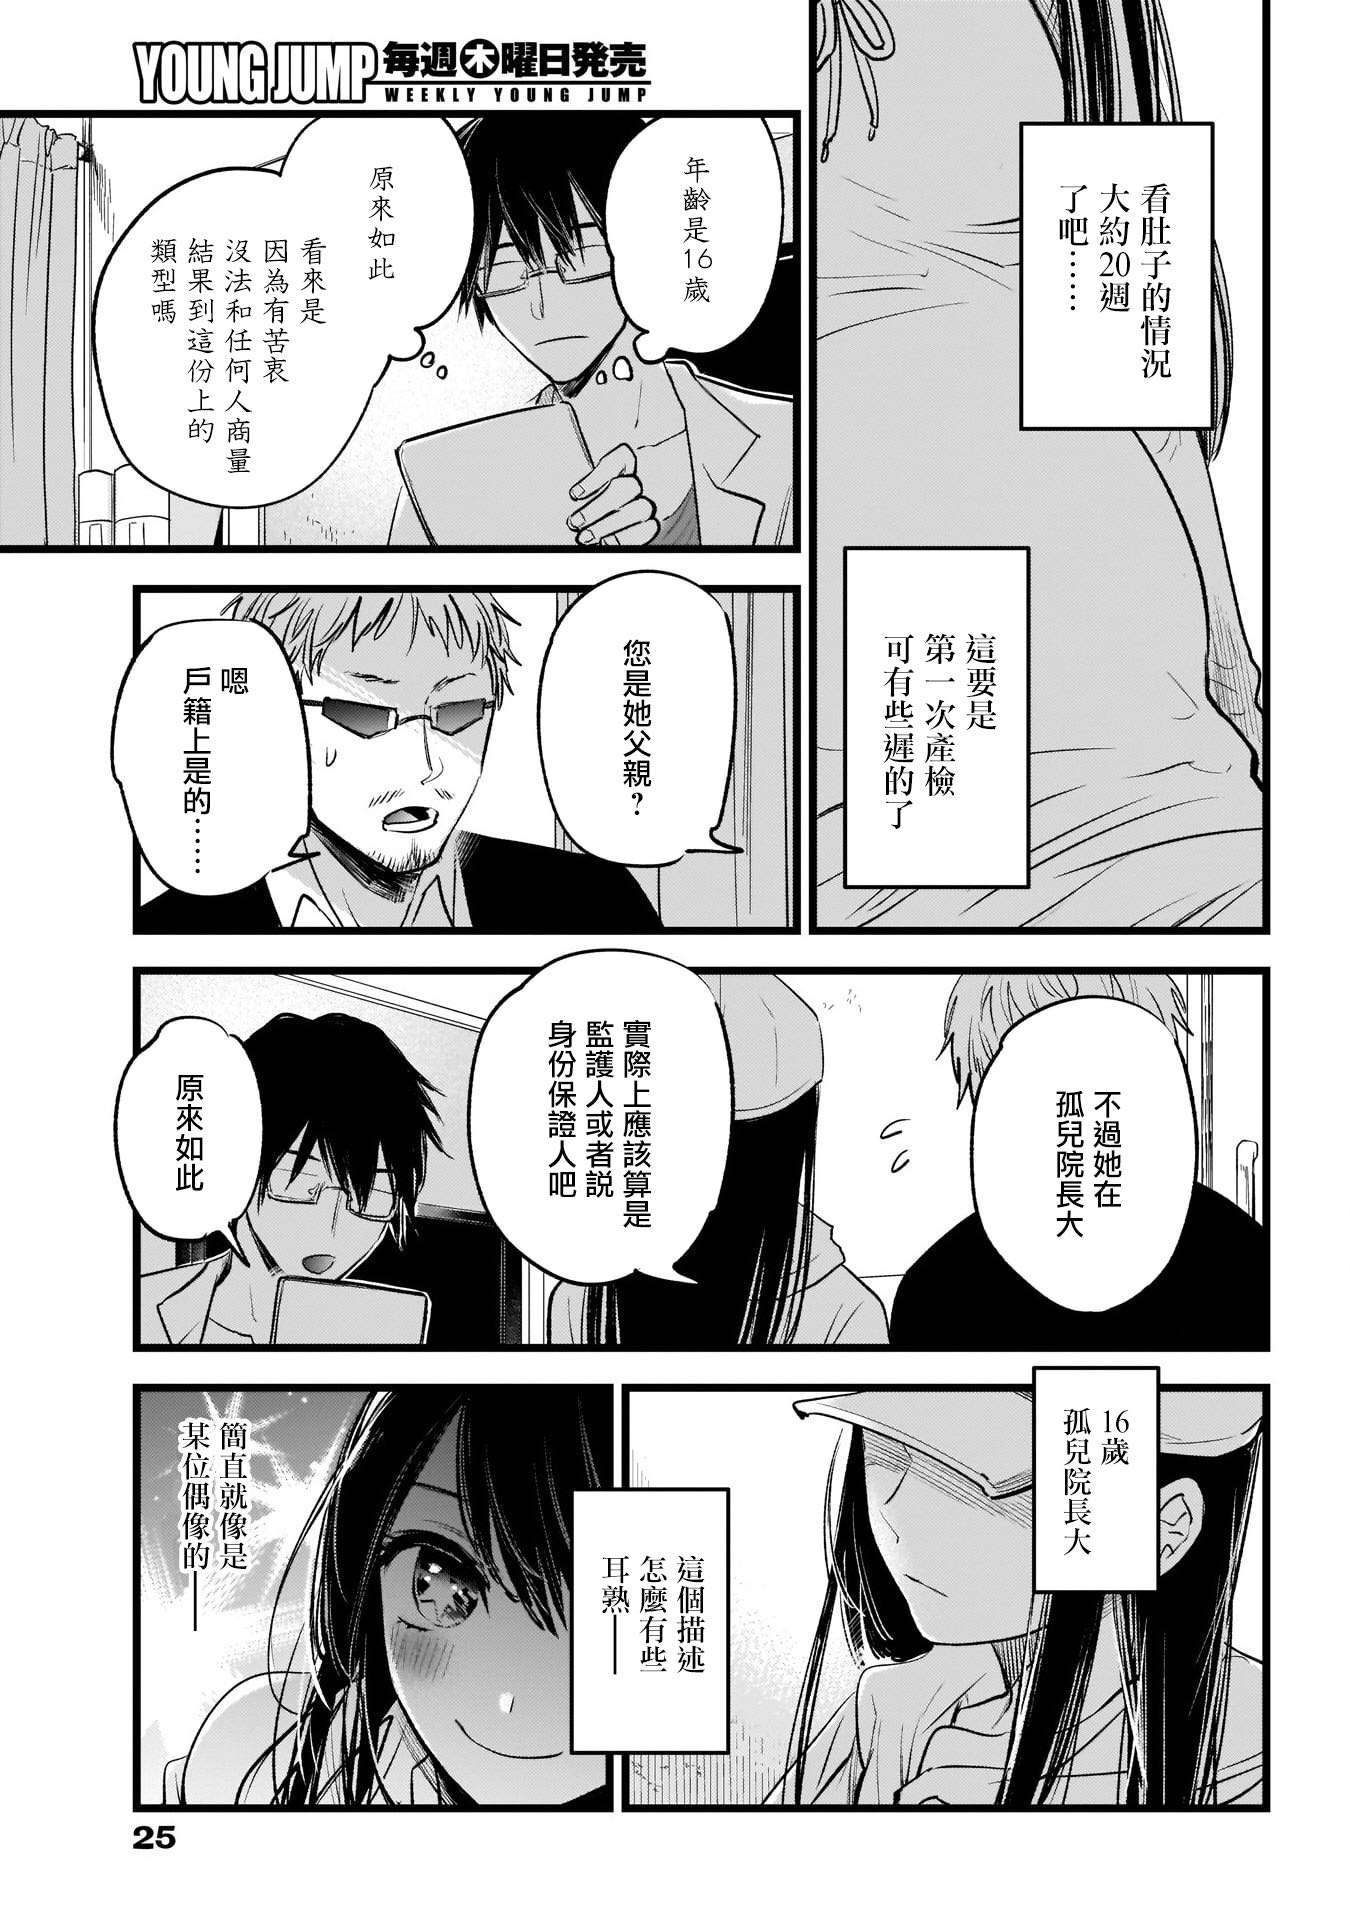 YOUNG JUMP 毎週木曜日発売
WEEKLY YOUNG JUMP
看肚子的情況
大約20週
了吧……
這要是
第一次產檢
可有些遲的了
年齡是16歲
原來如此
看來是
因為有苦衷
沒法和任何人商量
結果到這份上的
類型嗎
您是她父親？
嗯
戶籍上是的……
不過她在
孤兒院長大
實際上應該算是
監護人或者説
身份保證人吧
原來如此
16歲
孤兒院長大
這個描述
怎麼有些
耳熟——
簡直就像是
某位偶像的——
25